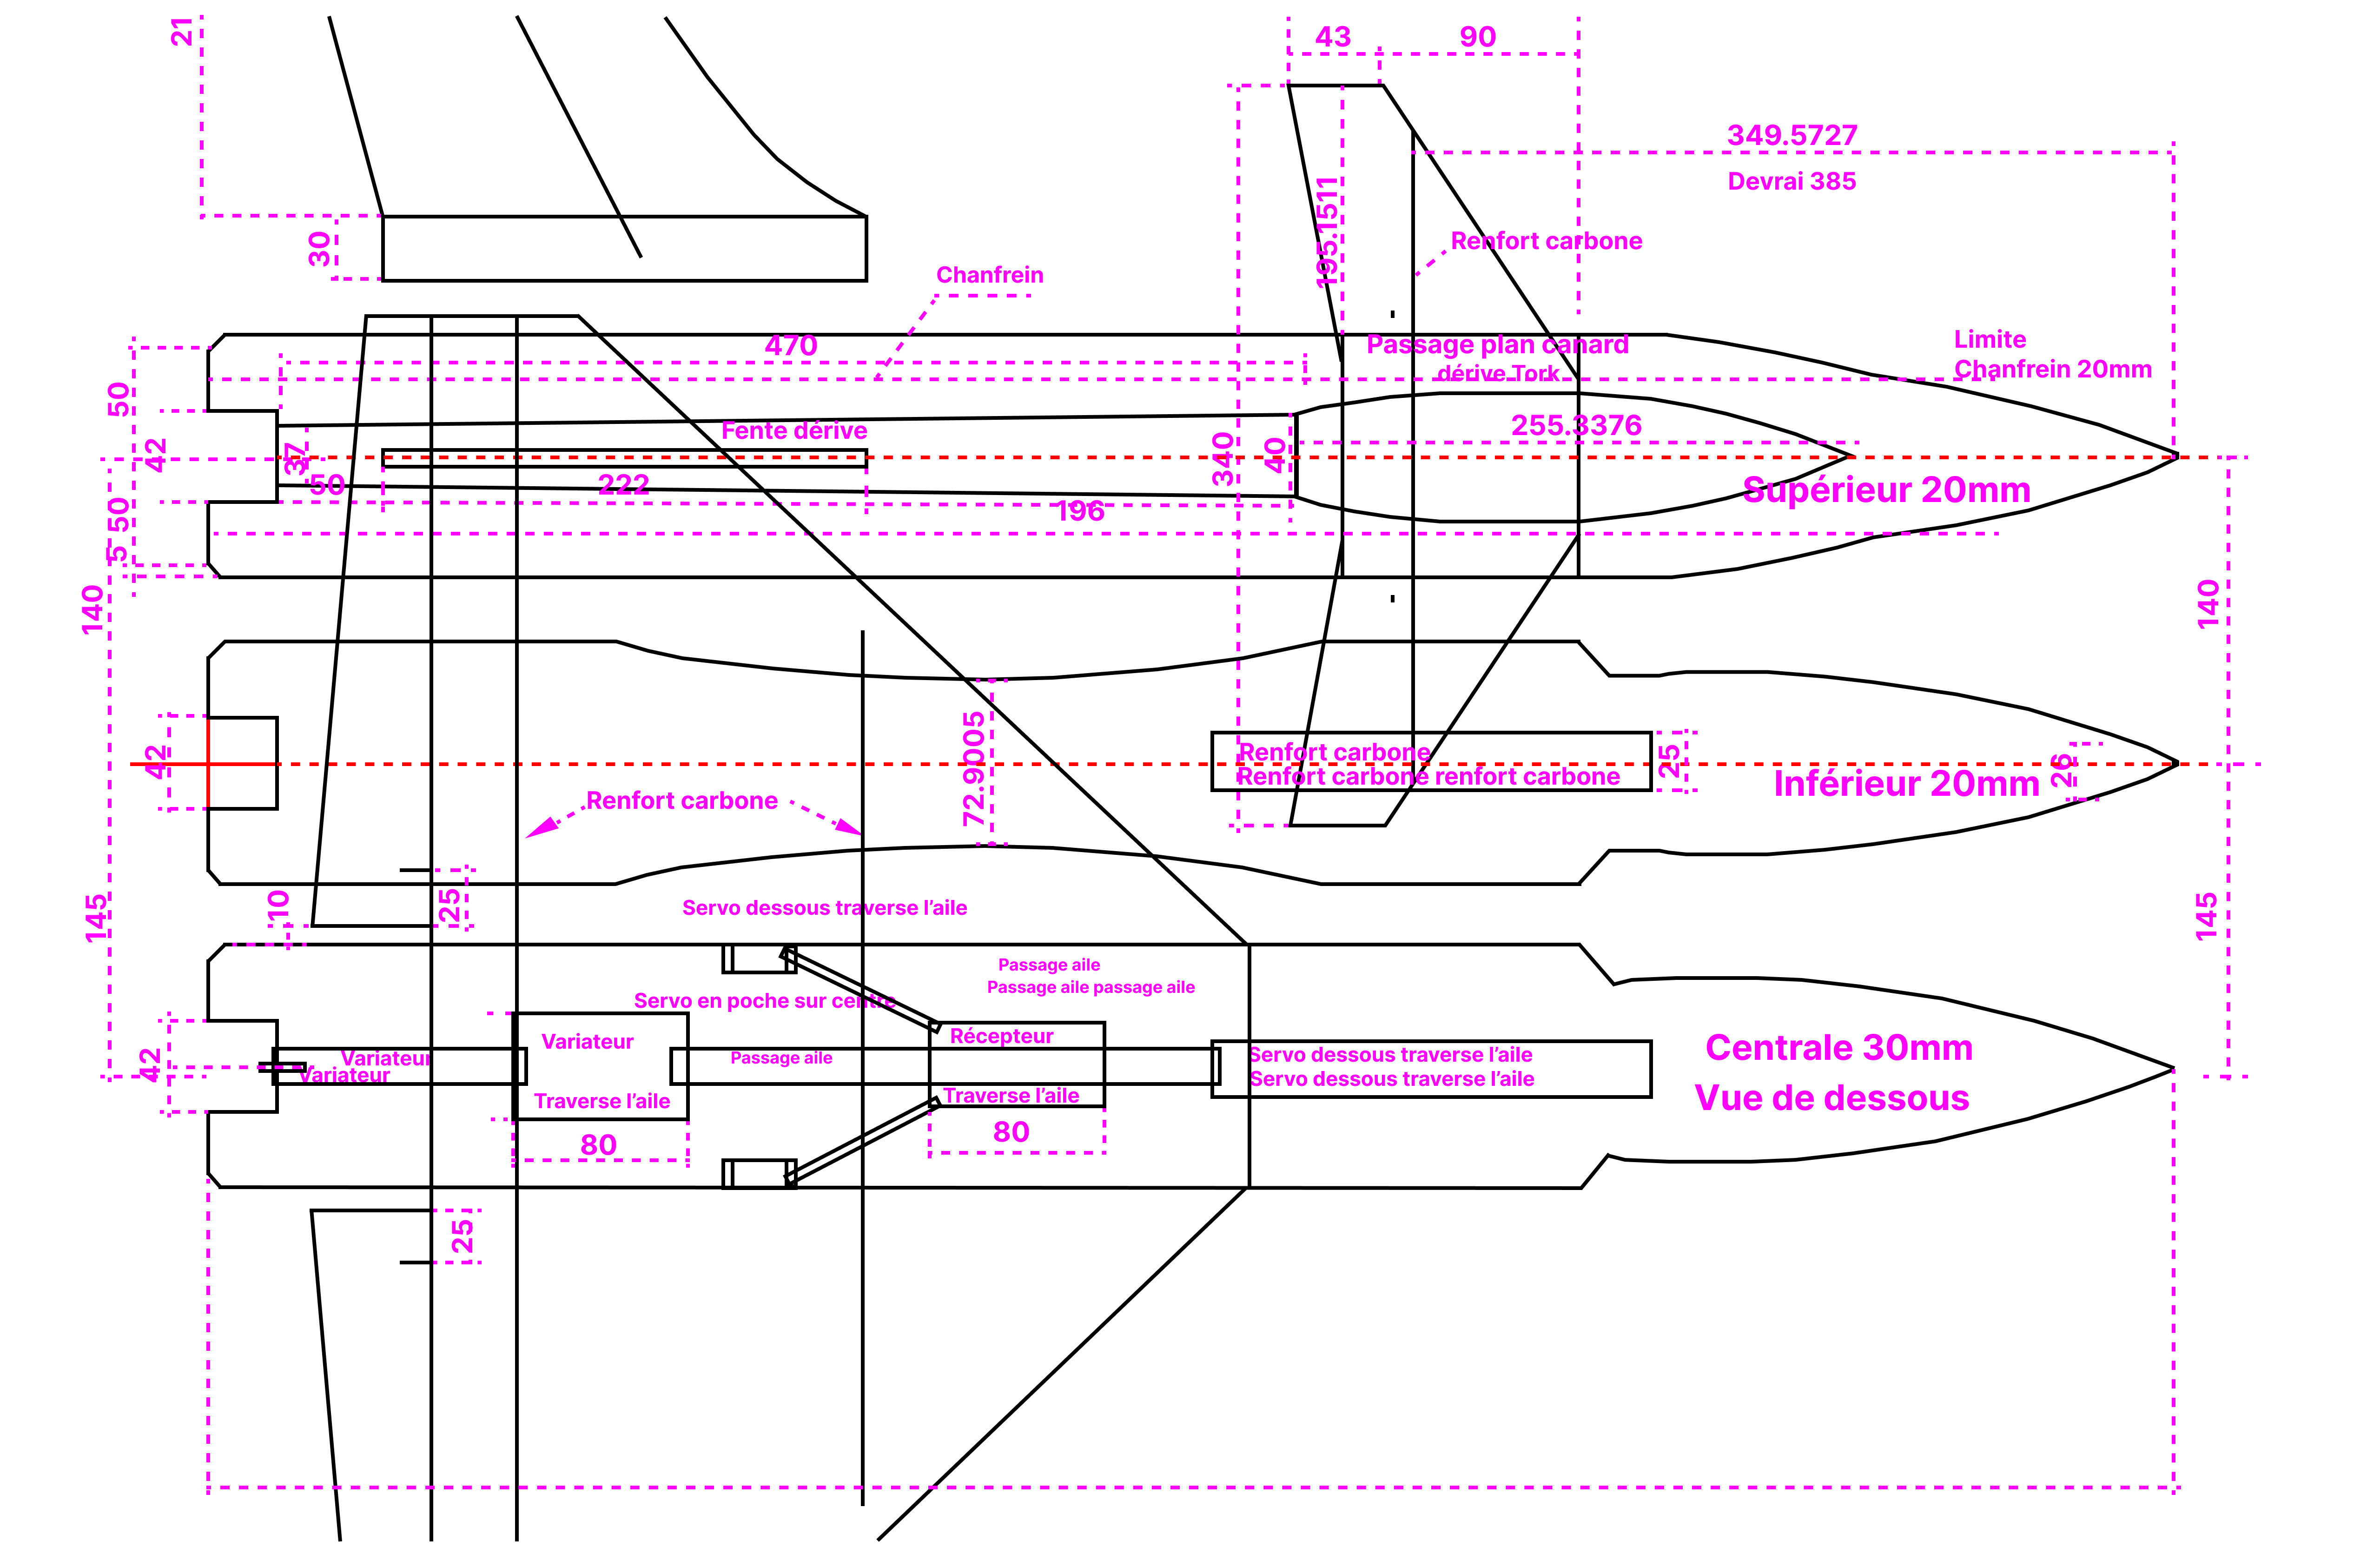 21
43
90
349.5727
Devrai 385
195.1511
30
Renfort carbone
Chanfrein
470
Passage plan canard
dérive Tork
Limite
Chanfrein 20mm
50
42
37
Fente dérive
340
40
255.3376
50
222
196
Supérieur 20mm
50
5
140
140
42
72.9005
Renfort carbone
Renfort carbone renfort carbone
25
Inférieur 20mm
26
Renfort carbone
145
10
25
Servo dessous traverse l’aile
145
Passage aile
Passage aile passage aile
Servo en poche sur centre
Variateur
Récepteur
Centrale 30mm
42
Variateur
Variateur
Passage aile
Servo dessous traverse l’aile
Servo dessous traverse l’aile
Traverse l’aile
Traverse l’aile
Vue de dessous
80
80
25